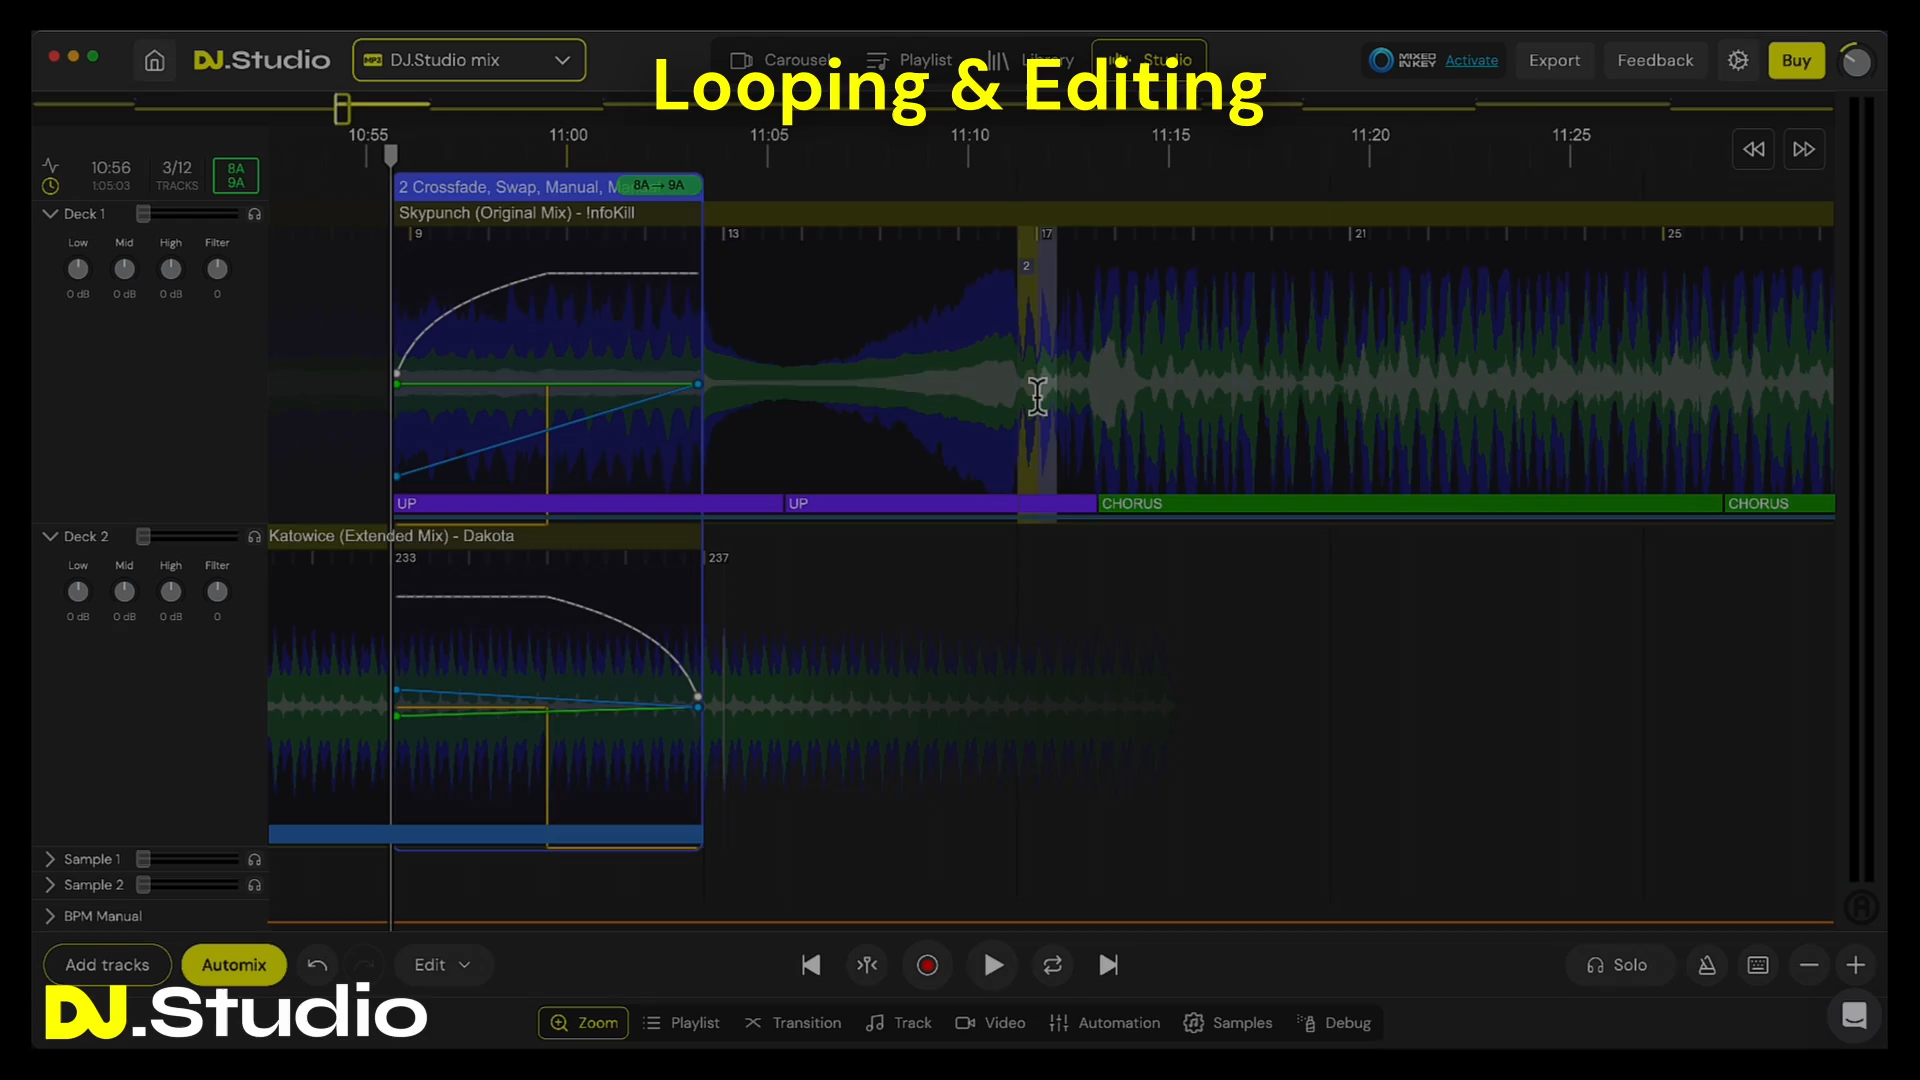 Looping & Editing
DJ.Studio
MP3 DJ.Studio mix
Carousel
Playlist
Library
Studio
MIXED IN KEY
Activate
Export
Feedback
Buy
10:55 11:00 11:05 11:10 11:15 11:20 11:25
10:56
1:05:03
3/12
TRACKS
8A
9A
2 Crossfade, Swap, Manual, M
8A → 9A
Deck 1
Skypunch (Original Mix) - !nfoKill
9 13 17 21 25
2
Low Mid High Filter
0 dB 0 dB 0 dB 0
UP UP CHORUS CHORUS
Deck 2
Katowice (Extended Mix) - Dakota
233 237
Low Mid High Filter
0 dB 0 dB 0 dB 0
Sample 1
Sample 2
BPM Manual
Add tracks
Automix
Edit
Solo
DJ.Studio
Zoom
Playlist
Transition
Track
Video
Automation
Samples
Debug